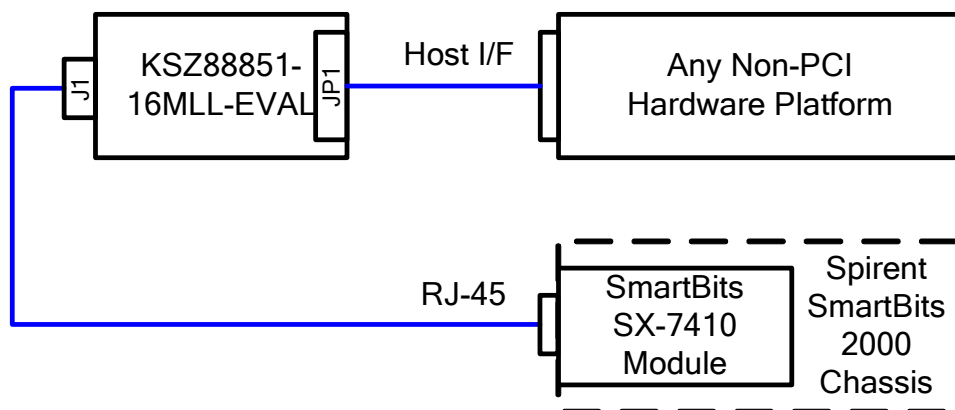 J1
KSZ88851-
16MLL-EVAL
JP1
Host I/F
Any Non-PCI
Hardware Platform
RJ-45
SmartBits
SX-7410
Module
Spirent
SmartBits
2000
Chassis